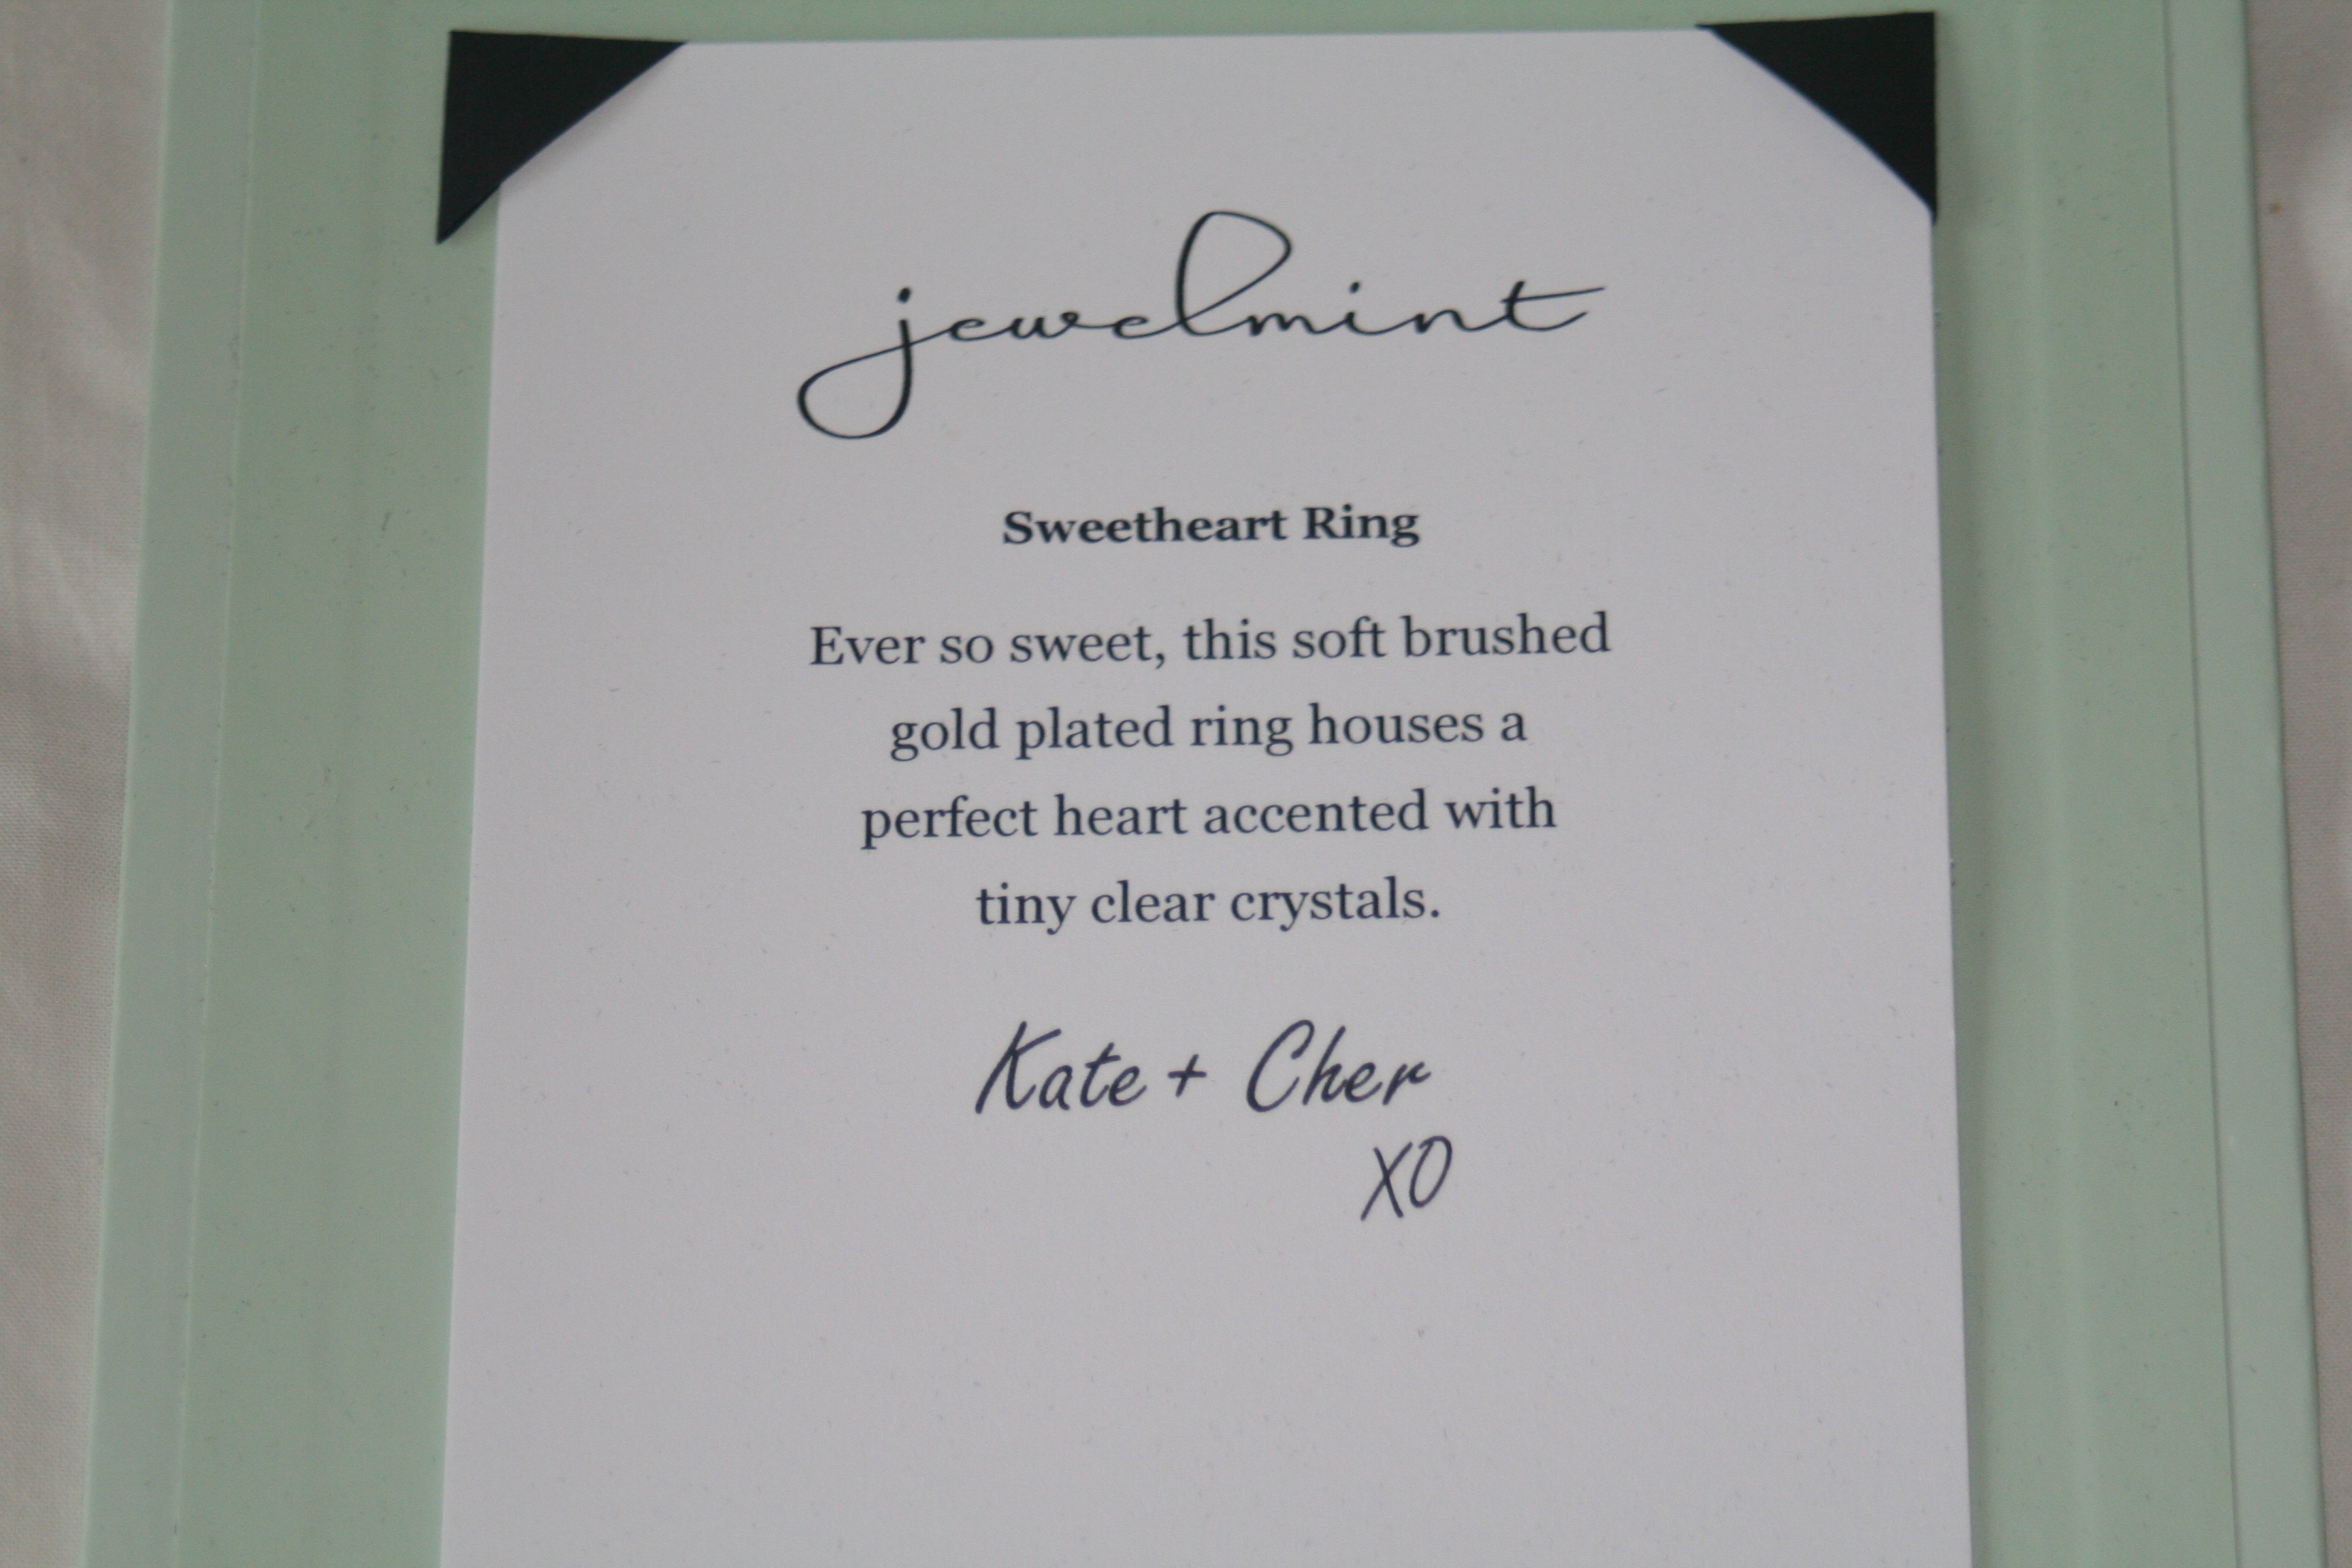 jewelmint
Sweetheart Ring
Ever so sweet, this soft brushed
gold plated ring houses a
perfect heart accented with
tiny clear crystals.
Kate + Cher
XO